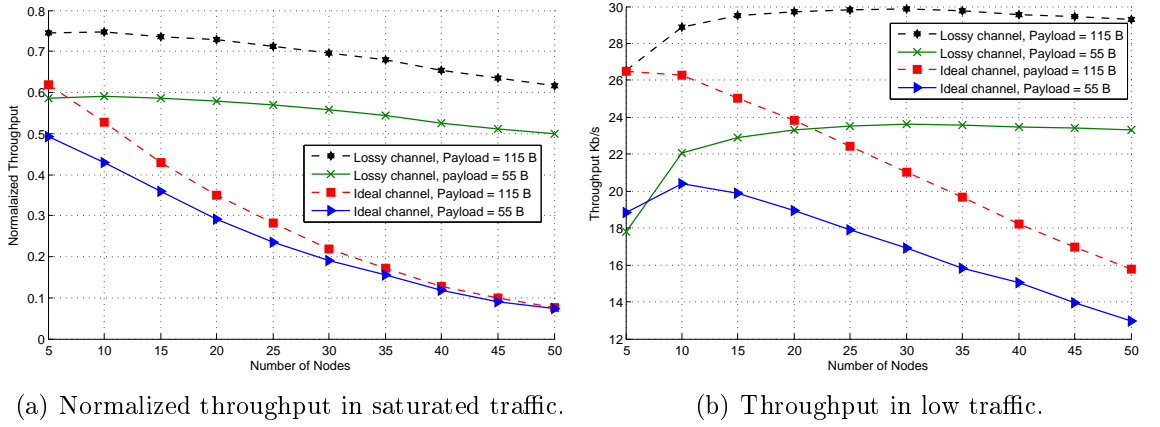 0.8
0.7
0.6
0.5
0.4
0.3
0.2
0.1
0
5 10 15 20 25 30 35 40 45 50
Number of Nodes
Normalaized Throughput
Lossy channel, Payload = 115 B
Lossy channel, payload = 55 B
Ideal channel, Payload = 115 B
Ideal channel, Payload = 55 B
(a) Normalized throughput in saturated traffic.
30
28
26
24
22
20
18
16
14
12
5 10 15 20 25 30 35 40 45 50
Number of Nodes
Throughput Kb/s
Lossy channel, Payload = 115 B
Lossy channel, Payload = 55 B
Ideal channel, payload = 115 B
Ideal channel, Payload = 55 B
(b) Throughput in low traffic.